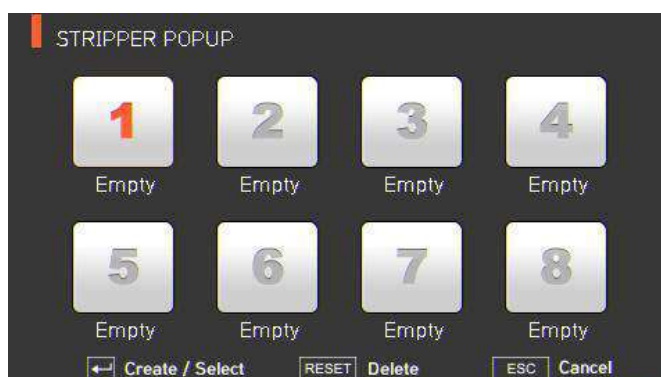 STRIPPER POPUP
1 2 3 4
Empty Empty Empty Empty
5 6 7 8
Empty Empty Empty Empty
Create / Select RESET Delete ESC Cancel